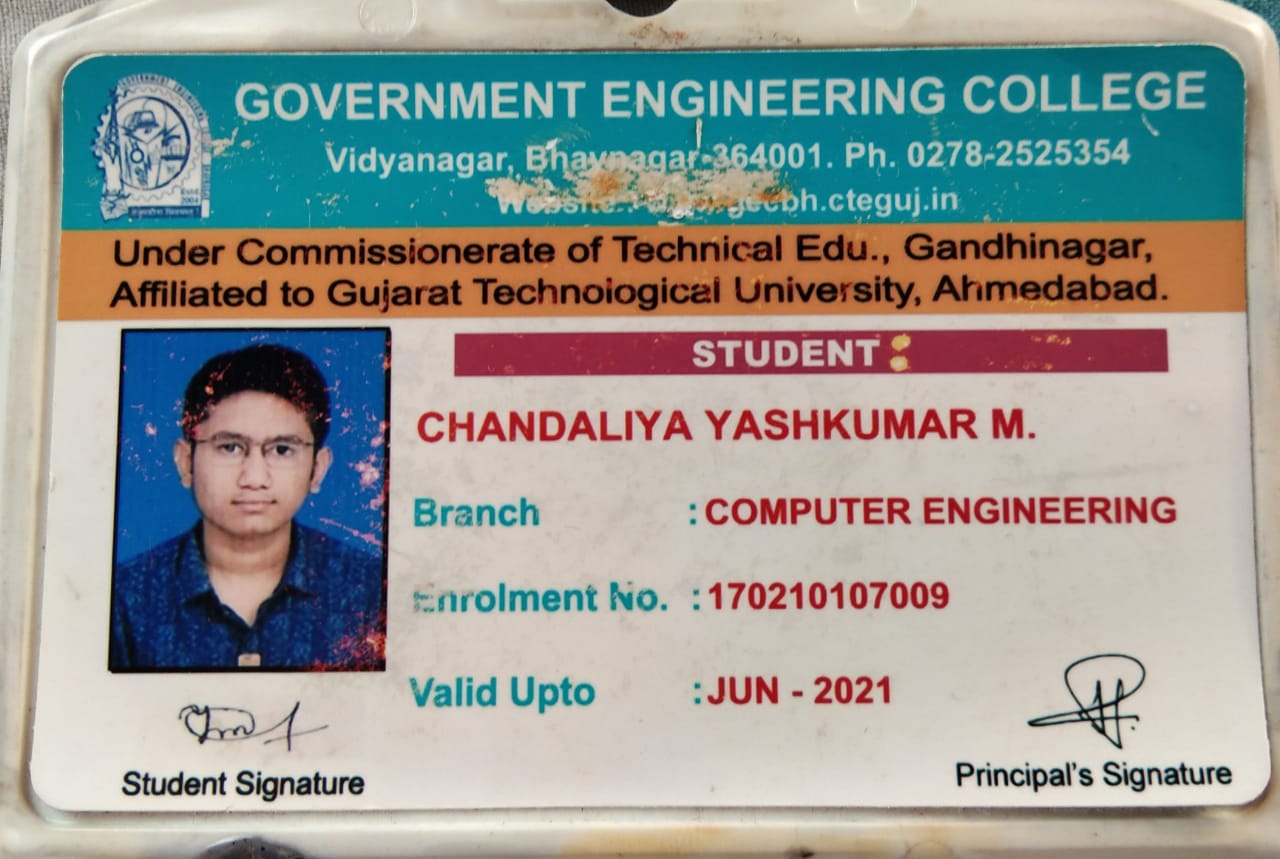 GOVERNMENT ENGINEERING COLLEGE
Vidyanagar, Bhavnagar-364001. Ph. 0278-2525354
Website : gecbh.cteguj.in
Under Commissionerate of Technical Edu., Gandhinagar,
Affiliated to Gujarat Technological University, Ahmedabad.
Estd
2004
STUDENT
CHANDALIYA YASHKUMAR M.
Branch : COMPUTER ENGINEERING
Enrolment No. : 170210107009
Valid Upto : JUN - 2021
Student Signature
Principal's Signature